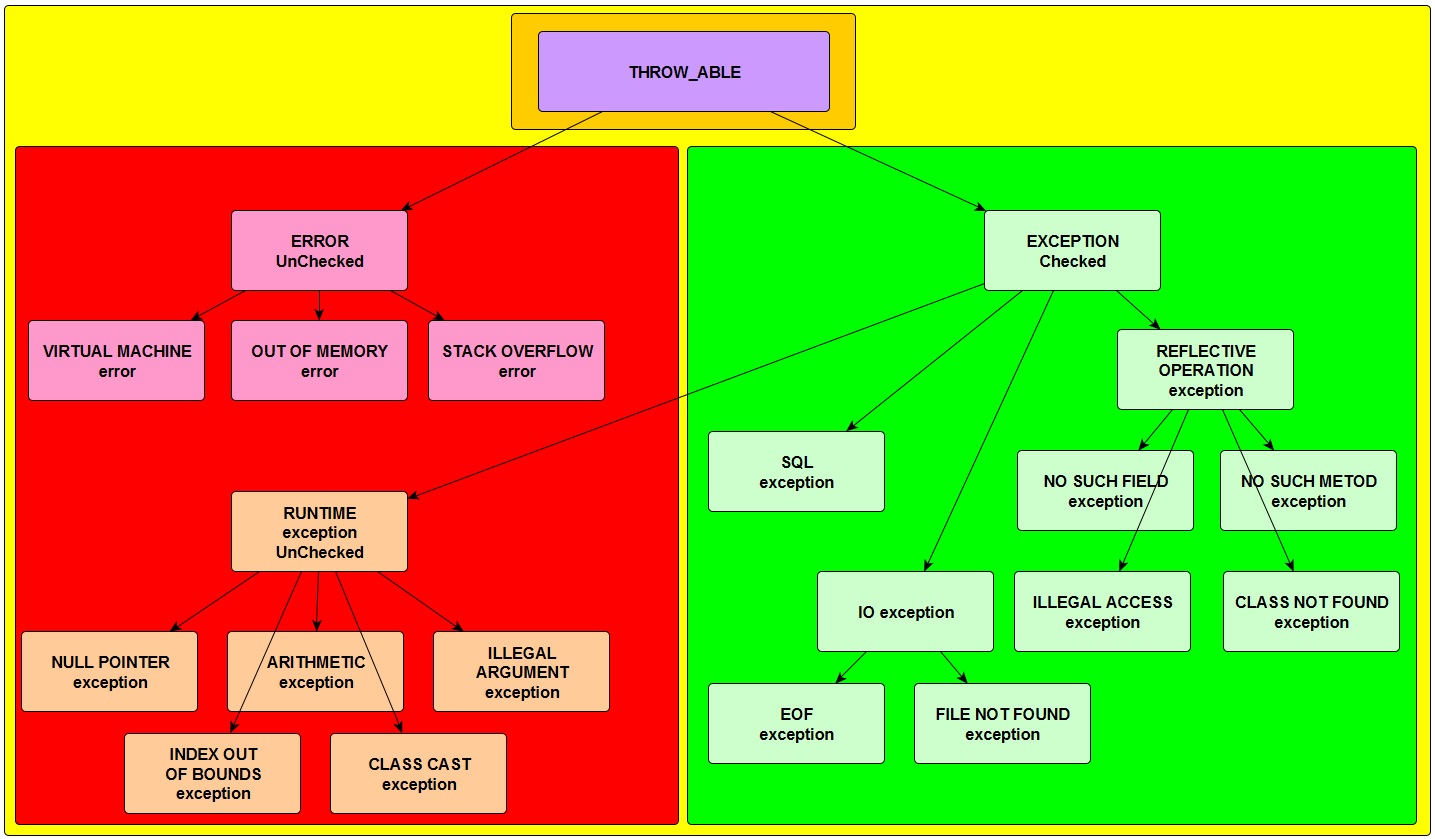 THROW_ABLE
ERROR
UnChecked
EXCEPTION
Checked
VIRTUAL MACHINE
error
OUT OF MEMORY
error
STACK OVERFLOW
error
REFLECTIVE
OPERATION
exception
SQL
exception
NO SUCH FIELD
exception
NO SUCH METOD
exception
RUNTIME
exception
UnChecked
IO exception
ILLEGAL ACCESS
exception
CLASS NOT FOUND
exception
NULL POINTER
exception
ARITHMETIC
exception
ILLEGAL
ARGUMENT
exception
EOF
exception
FILE NOT FOUND
exception
INDEX OUT
OF BOUNDS
exception
CLASS CAST
exception